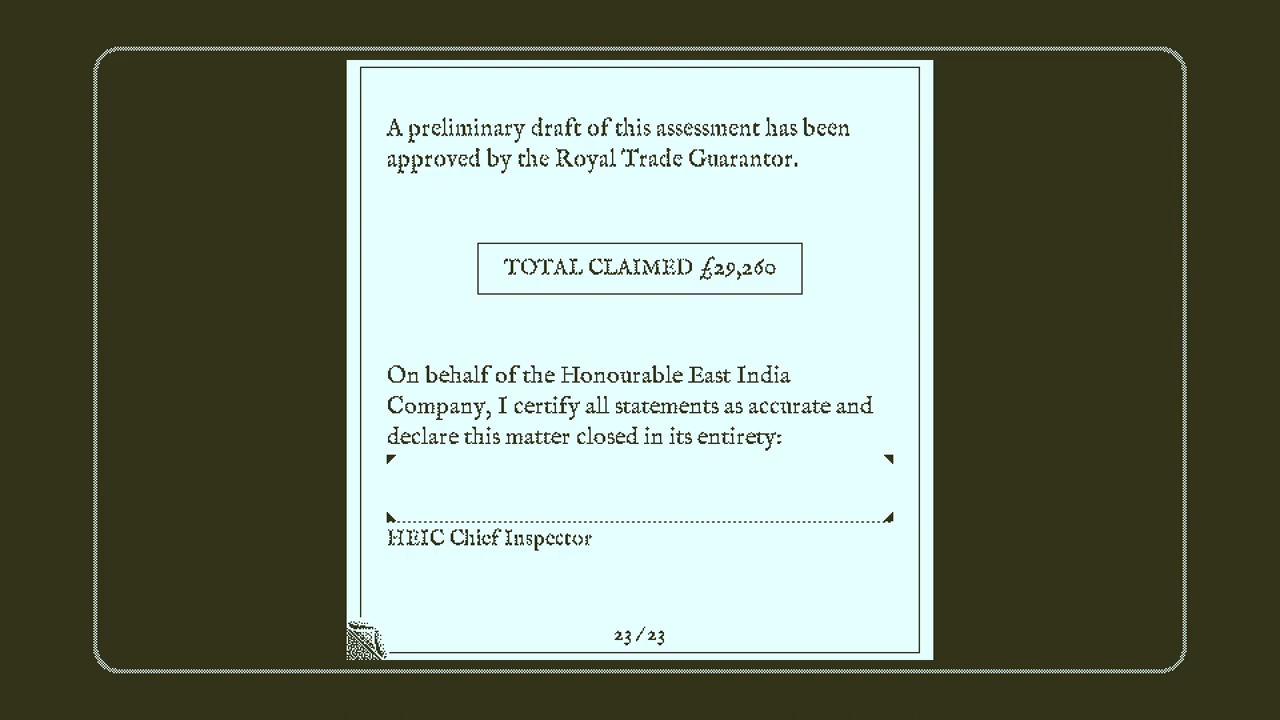 A preliminary draft of this assessment has been
approved by the Royal Trade Guarantor.
TOTAL CLAIMED £29,260
On behalf of the Honourable East India
Company, I certify all statements as accurate and
declare this matter closed in its entirety:
HEIC Chief Inspector
23/23